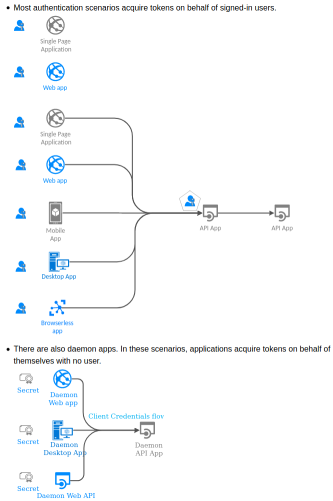 • Most authentication scenarios acquire tokens on behalf of signed-in users.
Single Page
Application
Web app
Single Page
Application
Web app
Mobile
App
API App
API App
Desktop App
Browserless
app
• There are also daemon apps. In these scenarios, applications acquire tokens on behalf of
themselves with no user.
Secret
Daemon
Web app
Client Credentials flov
Secret
Daemon
Desktop App
Daemon
API App
Secret
Daemon Web API